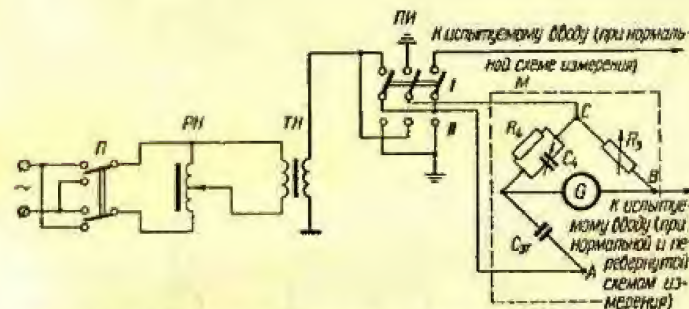 ПИ
К испытуемому вводу (при нормаль-
ной схеме измерения)
I
II
М
П
РН
ТН
~
C
R₄
C₄
R₃
B
G
Cэт
A
К испытуе-
мому вводу (при
нормальной и пе-
ревернутой
схемам из-
мерения)